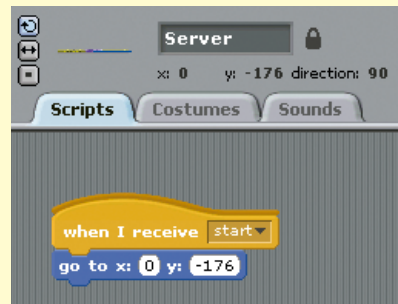 Server
x: 0 y: -176 direction: 90
Scripts Costumes Sounds
when I receive start
go to x: 0 y: -176